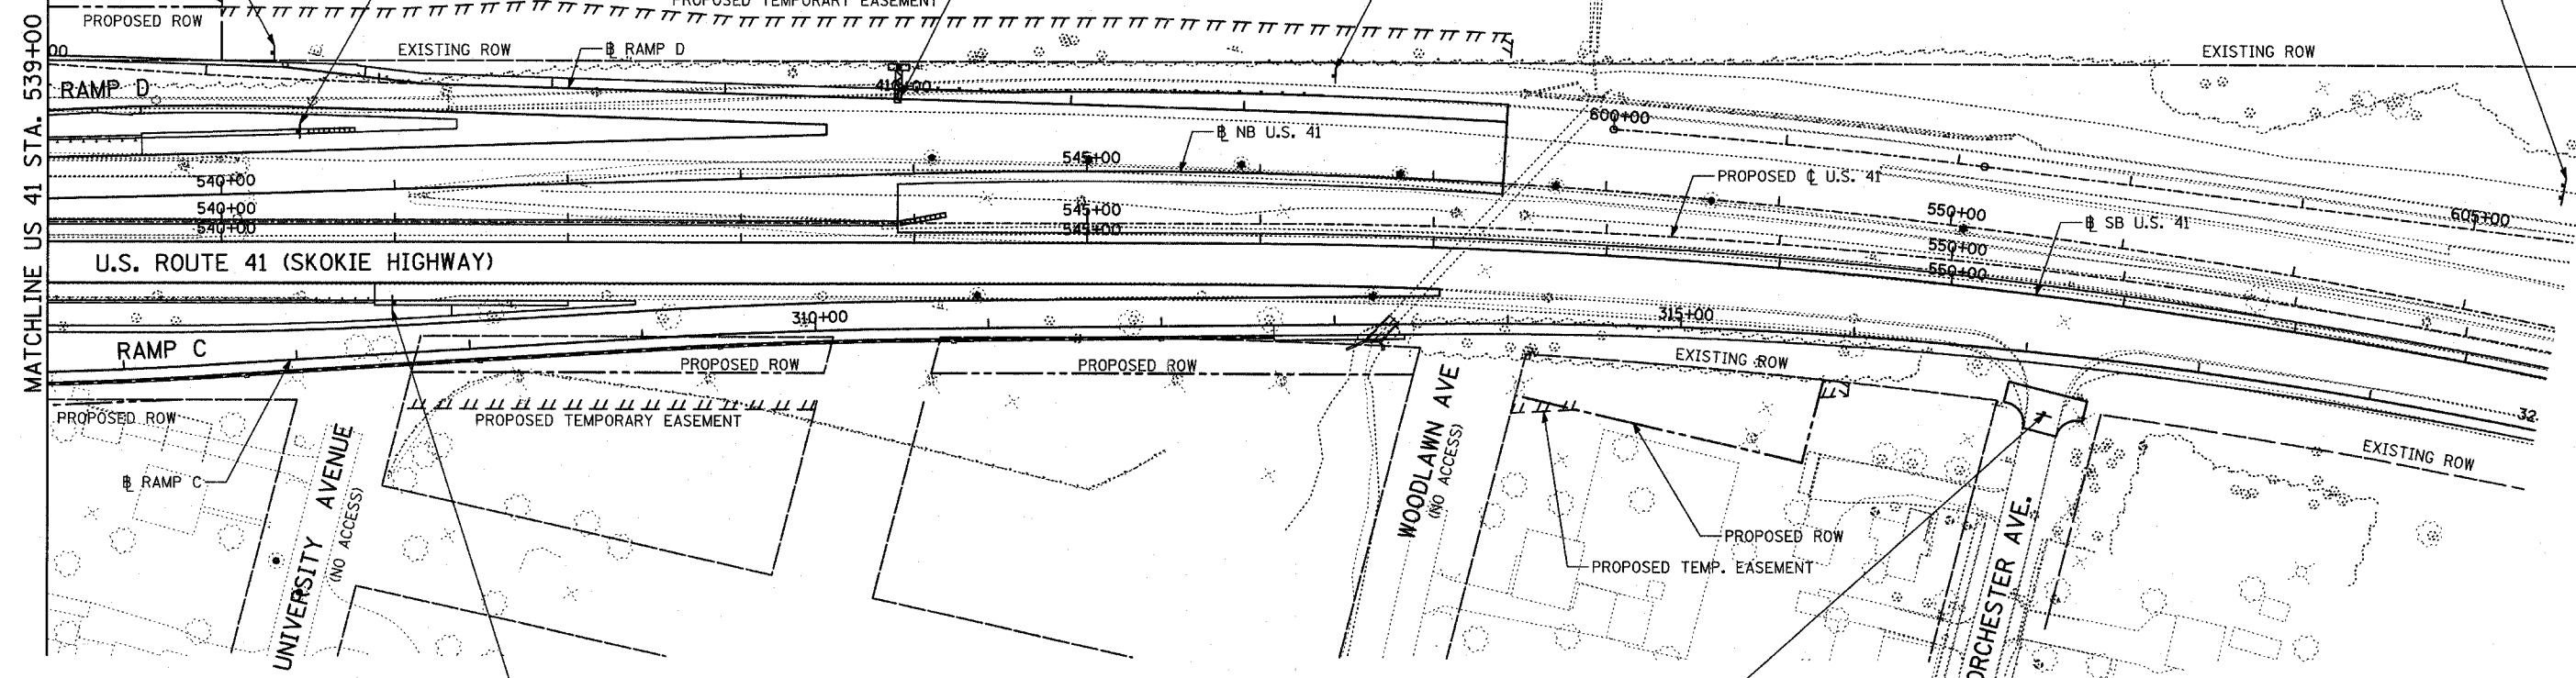 PROPOSED TEMPORARY EASEMENT
PROPOSED ROW
MATCHLINE US 41 STA. 539+00
00
EXISTING ROW
℄ RAMP D
EXISTING ROW
RAMP D
410+00
600+00
℄ NB U.S. 41
545+00
540+00
PROPOSED ℄ U.S. 41
540+00
545+00
550+00
605+00
540+00
545+00
℄ SB U.S. 41
550+00
U.S. ROUTE 41 (SKOKIE HIGHWAY)
550+00
310+00
315+00
RAMP C
PROPOSED ROW
PROPOSED ROW
EXISTING ROW
PROPOSED ROW
PROPOSED TEMPORARY EASEMENT
32
EXISTING ROW
℄ RAMP C
UNIVERSITY AVENUE
(NO ACCESS)
WOODLAWN AVE
(NO ACCESS)
PROPOSED ROW
PROPOSED TEMP. EASEMENT
ORCHESTER AVE.